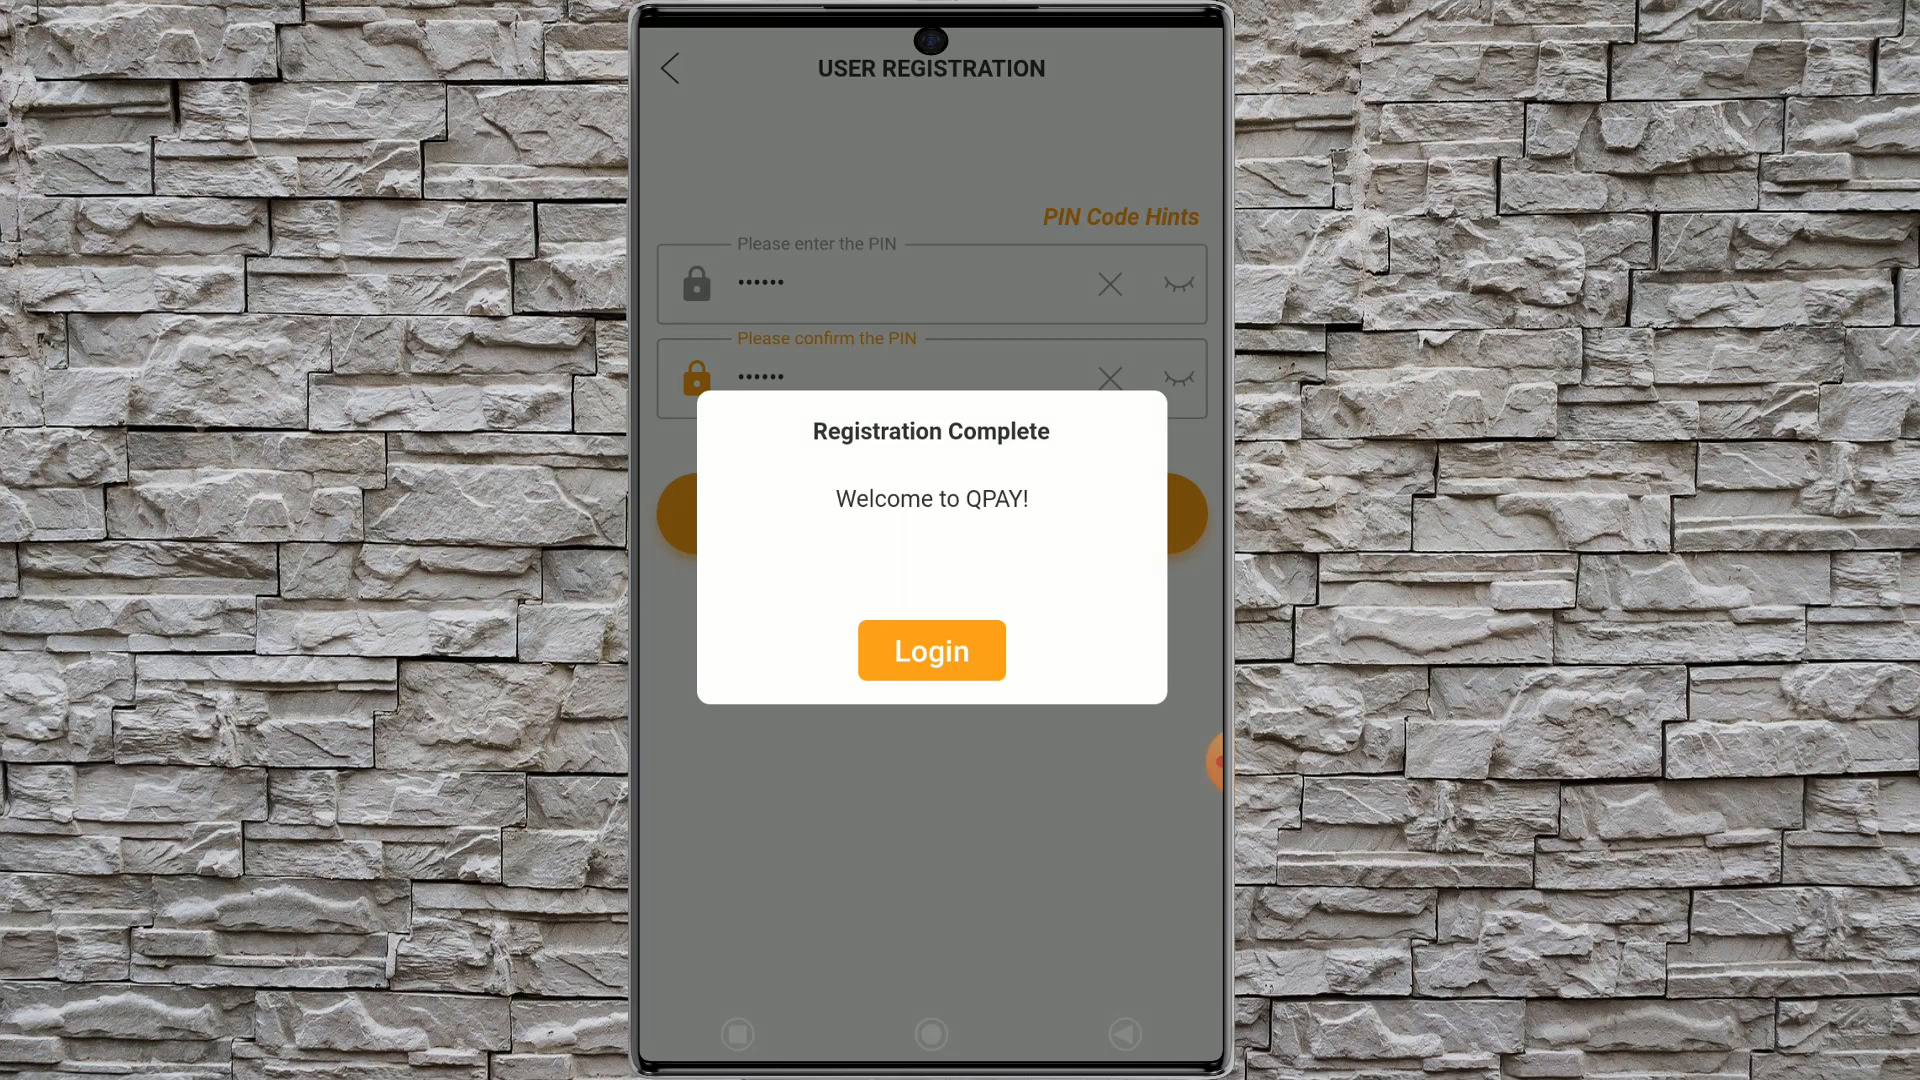 USER REGISTRATION
PIN Code Hints
Please enter the PIN
••••••
Please confirm the PIN
••••••
Registration Complete
Welcome to QPAY!
Login